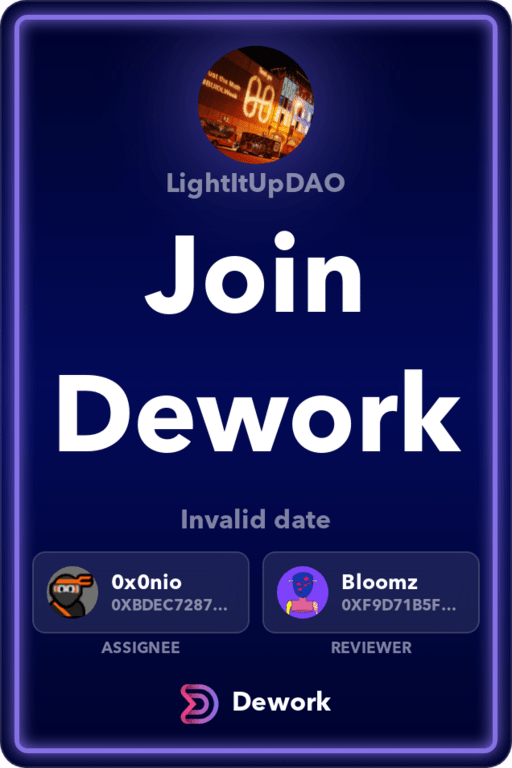 LightItUpDAO
Join
Dework
Invalid date
0x0nio
0XBDEC7287...
Bloomz
0XF9D71B5F...
ASSIGNEE
REVIEWER
Dework